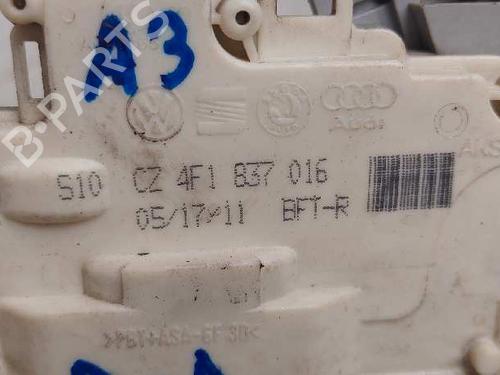 A3
B-PARTS
Audi
S10 CZ 4F1 837 016
05/17/11 BFT-R
>PBT+ASA-GF30<